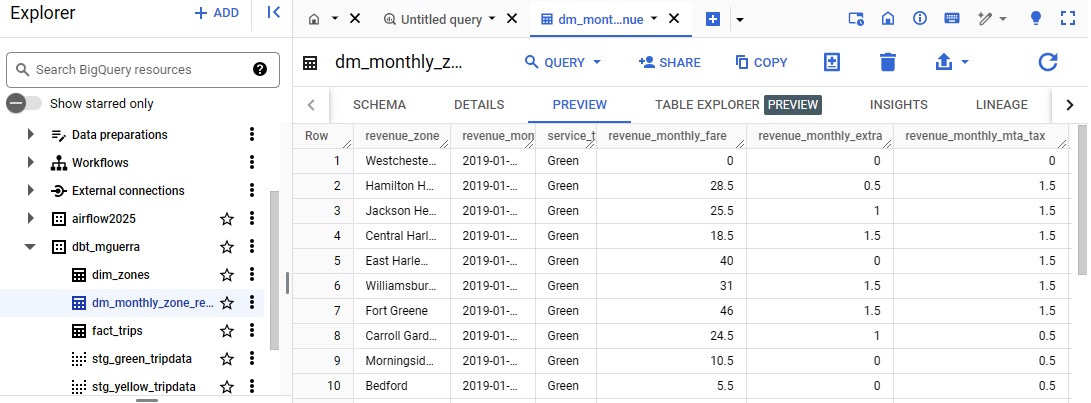 Explorer
+ ADD
Search BigQuery resources
Show starred only
Data preparations
Workflows
External connections
airflow2025
dbt_mguerra
dim_zones
dm_monthly_zone_re...
fact_trips
stg_green_tripdata
stg_yellow_tripdata
Untitled query
dm_mont...nue
dm_monthly_z...
QUERY
SHARE
COPY
SCHEMA
DETAILS
PREVIEW
TABLE EXPLORER PREVIEW
INSIGHTS
LINEAGE
Row revenue_zone revenue_mon service_t revenue_monthly_fare revenue_monthly_extra revenue_monthly_mta_tax
1 Westcheste... 2019-01-... Green 0 0 0
2 Hamilton H... 2019-01-... Green 28.5 0.5 1.5
3 Jackson He... 2019-01-... Green 25.5 1 1.5
4 Central Harl... 2019-01-... Green 18.5 1.5 1.5
5 East Harle... 2019-01-... Green 40 0 1.5
6 Williamsbur... 2019-01-... Green 31 1.5 1.5
7 Fort Greene 2019-01-... Green 46 1.5 1.5
8 Carroll Gard... 2019-01-... Green 24.5 1 0.5
9 Morningsid... 2019-01-... Green 10.5 0 0.5
10 Bedford 2019-01-... Green 5.5 0 0.5